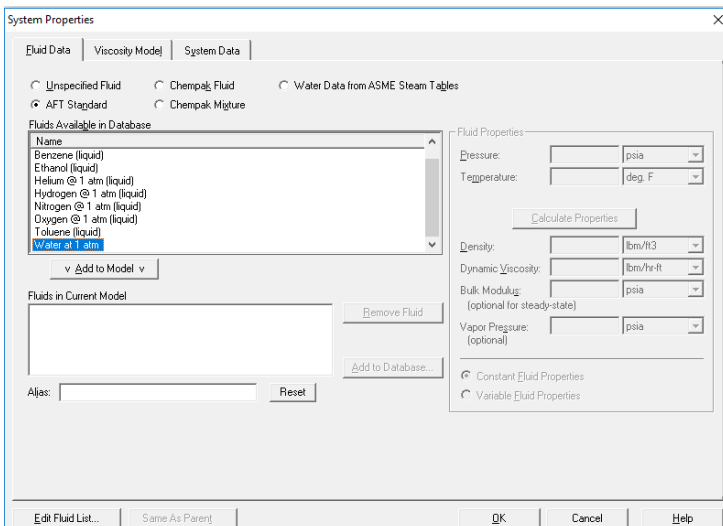 System Properties
Fluid Data Viscosity Model System Data
Unspecified Fluid Chempak Fluid Water Data from ASME Steam Tables
AFT Standard Chempak Mixture
Fluids Available in Database
Name
Benzene (liquid)
Ethanol (liquid)
Helium @ 1 atm (liquid)
Hydrogen @ 1 atm (liquid)
Nitrogen @ 1 atm (liquid)
Oxygen @ 1 atm (liquid)
Toluene (liquid)
Water at 1 atm
v Add to Model v
Fluids in Current Model
Remove Fluid
Add to Database...
Alias: Reset
Fluid Properties
Pressure: psia
Temperature: deg. F
Calculate Properties
Density: lbm/ft3
Dynamic Viscosity: lbm/hr-ft
Bulk Modulus: psia
(optional for steady-state)
Vapor Pressure: psia
(optional)
Constant Fluid Properties
Variable Fluid Properties
Edit Fluid List... Same As Parent OK Cancel Help